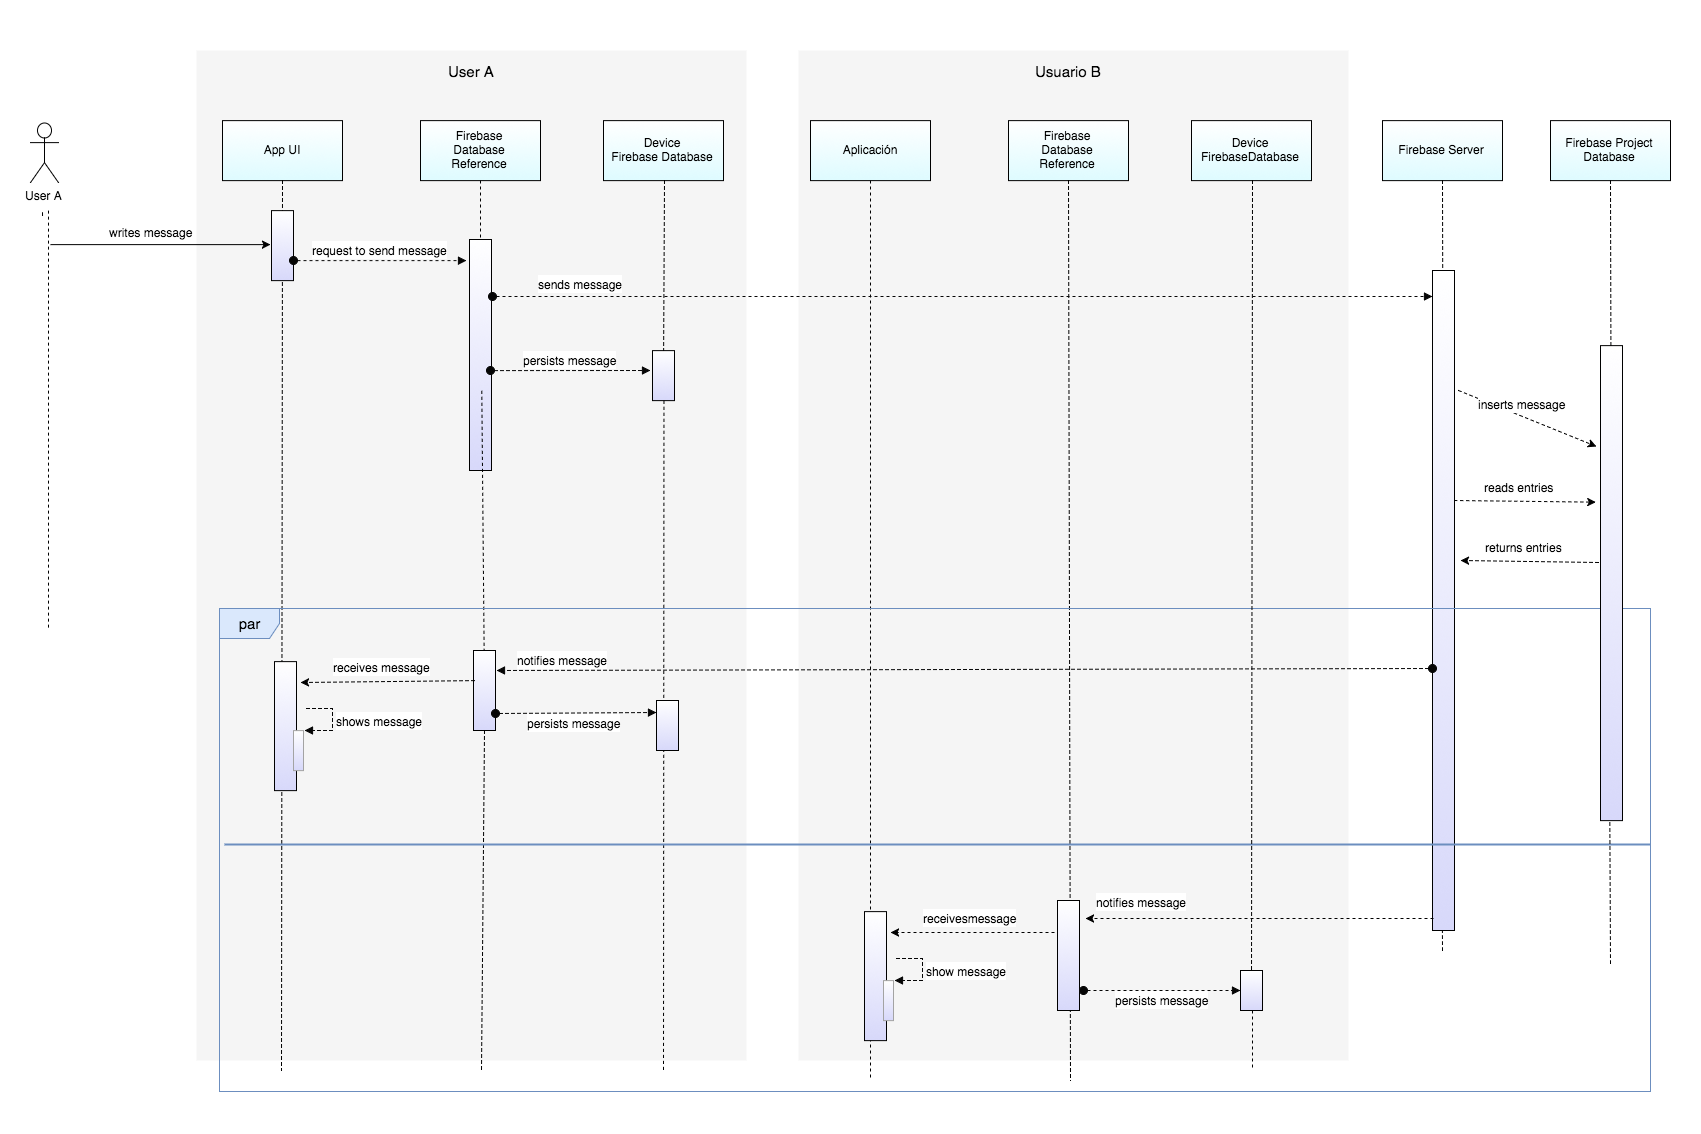 User A
Usuario B
User A
App UI
Firebase
Database
Reference
Device
Firebase Database
Aplicación
Firebase
Database
Reference
Device
FirebaseDatabase
Firebase Server
Firebase Project
Database
writes message
request to send message
sends message
persists message
inserts message
reads entries
returns entries
par
notifies message
receives message
shows message
persists message
notifies message
receivesmessage
show message
persists message